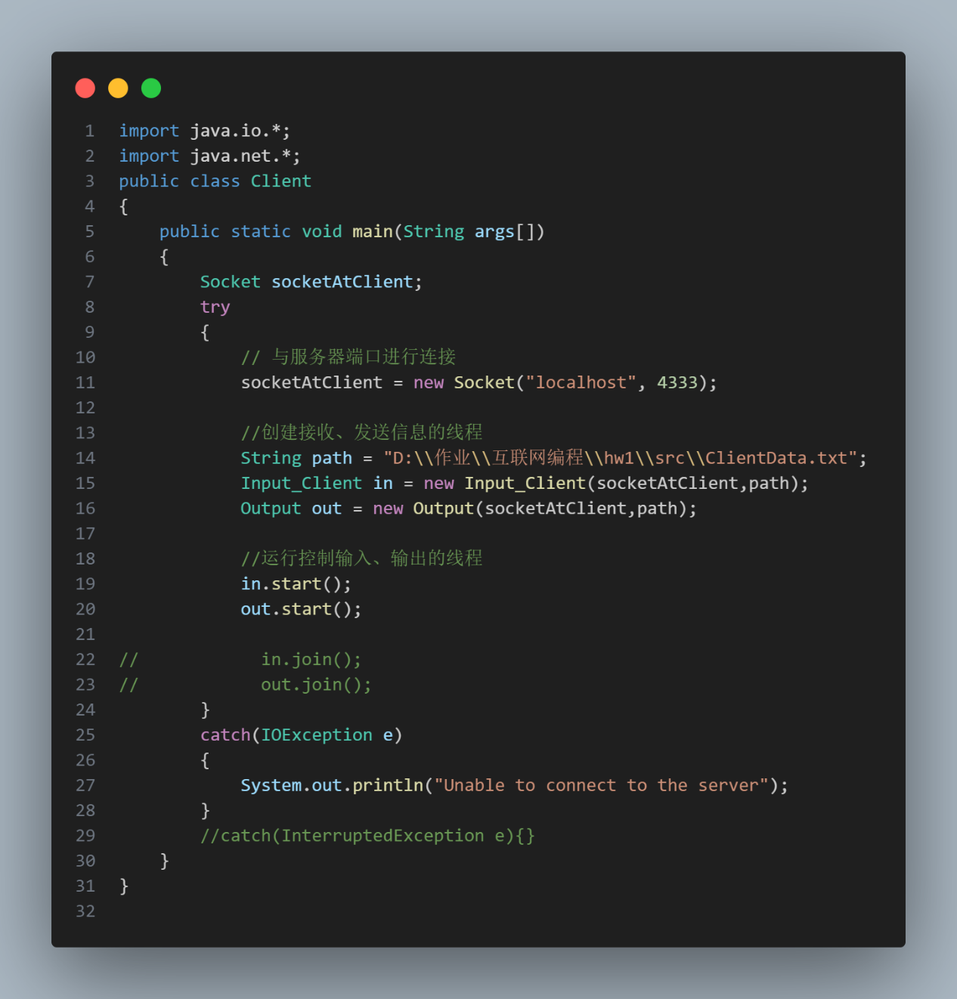 1 import java.io.*;
2 import java.net.*;
3 public class Client
4 {
5     public static void main(String args[])
6     {
7         Socket socketAtClient;
8         try
9         {
10             // 与服务器端口进行连接
11             socketAtClient = new Socket("localhost", 4333);
12
13             //创建接收、发送信息的线程
14             String path = "D:\\作业\\互联网编程\\hw1\\src\\ClientData.txt";
15             Input_Client in = new Input_Client(socketAtClient,path);
16             Output out = new Output(socketAtClient,path);
17
18             //运行控制输入、输出的线程
19             in.start();
20             out.start();
21
22 //            in.join();
23 //            out.join();
24         }
25         catch(IOException e)
26         {
27             System.out.println("Unable to connect to the server");
28         }
29         //catch(InterruptedException e){}
30     }
31 }
32